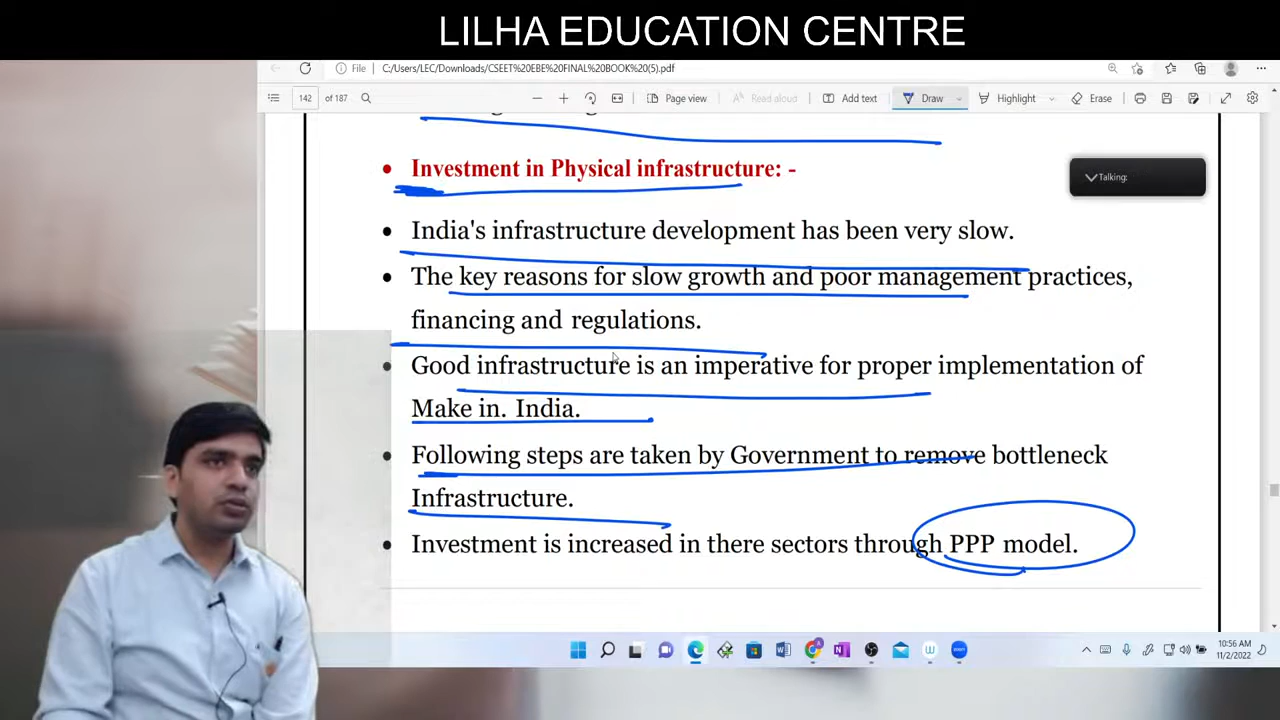 LILHA EDUCATION CENTRE
File C:/Users/LEC/Downloads/CSEET%20EBE%20FINAL%20BOOK%20(5).pdf
142 of 187 Page view Read aloud Add text Draw Highlight Erase
• Investment in Physical infrastructure: -
Talking:
• India's infrastructure development has been very slow.
• The key reasons for slow growth and poor management practices,
financing and regulations.
• Good infrastructure is an imperative for proper implementation of
Make in. India.
• Following steps are taken by Government to remove bottleneck
Infrastructure.
• Investment is increased in there sectors through PPP model.
10:56 AM
11/2/2022